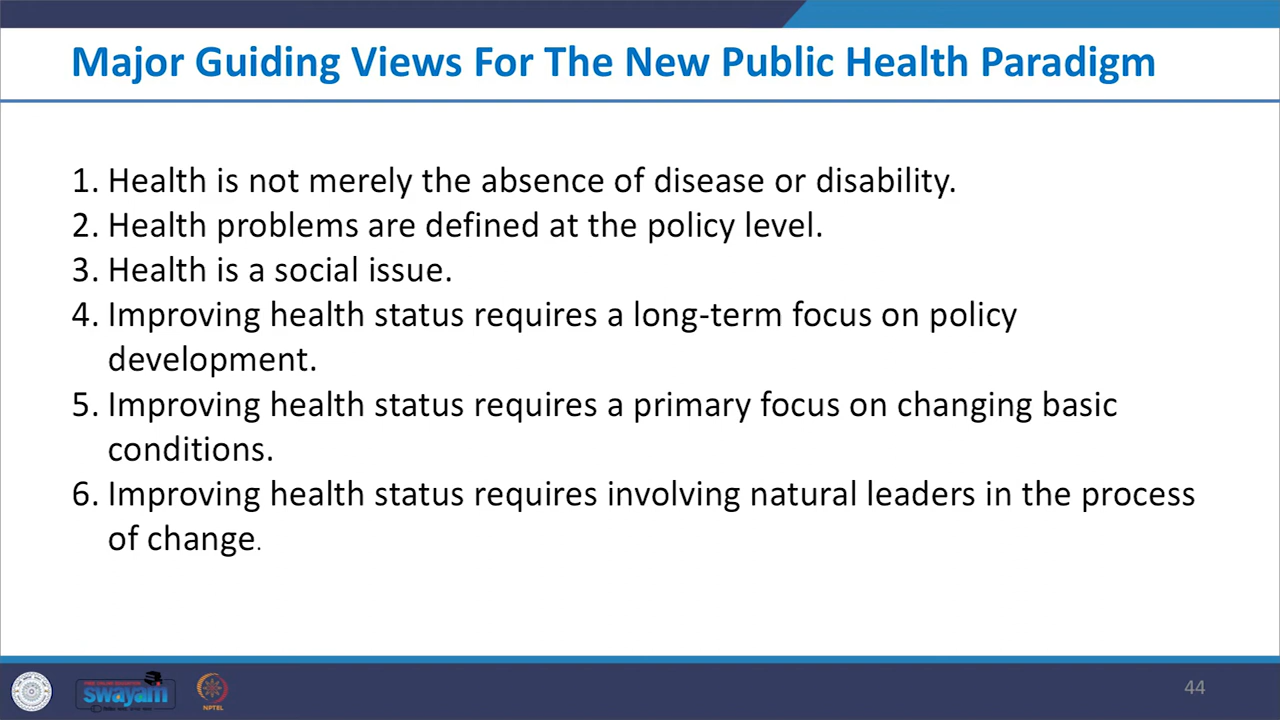 Major Guiding Views For The New Public Health Paradigm
1. Health is not merely the absence of disease or disability.
2. Health problems are defined at the policy level.
3. Health is a social issue.
4. Improving health status requires a long-term focus on policy
development.
5. Improving health status requires a primary focus on changing basic
conditions.
6. Improving health status requires involving natural leaders in the process
of change.
swayam
NPTEL
44